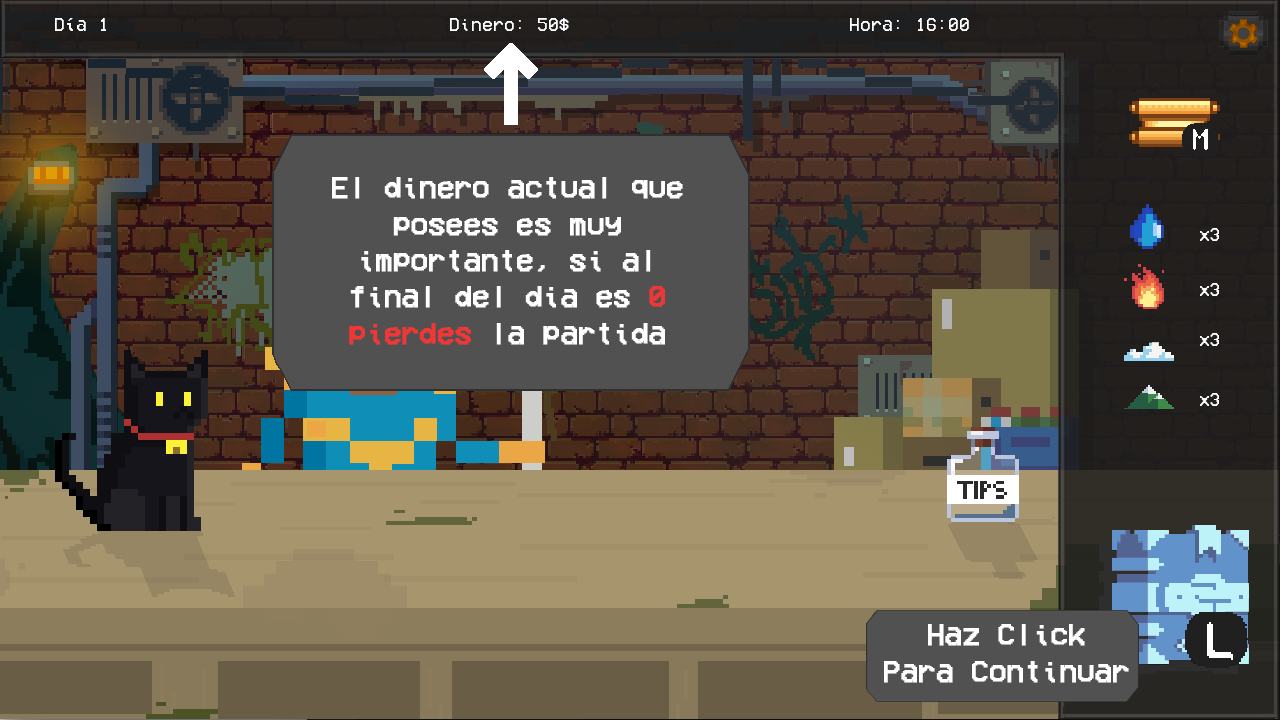 Día 1
Dinero: 50$
Hora: 16:00
M
El dinero actual que
posees es muy
importante, si al
final del dia es 0
pierdes la partida
x3
x3
x3
x3
TIPS
Haz Click
Para Continuar
L